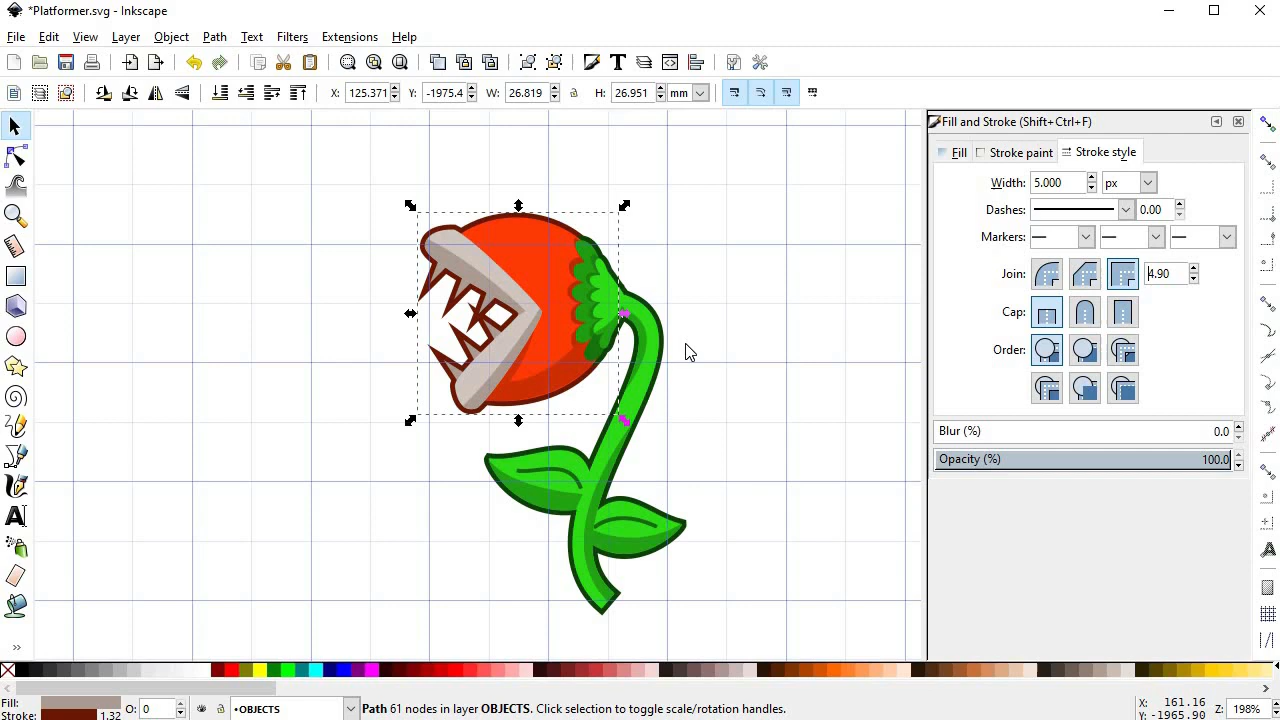 *Platformer.svg - Inkscape
File Edit View Layer Object Path Text Filters Extensions Help
X: 125.371 Y: -1975.4 W: 26.819 H: 26.951 mm
Fill and Stroke (Shift+Ctrl+F)
Fill Stroke paint Stroke style
Width: 5.000 px
Dashes: 0.00
Markers:
Join: 4.90
Cap:
Order:
Blur (%) 0.0
Opacity (%) 100.0
Fill: O: 0 •OBJECTS Path 61 nodes in layer OBJECTS. Click selection to toggle scale/rotation handles. X: 161.16 Z: 198%
Stroke: 1.32 Y: -1965.90